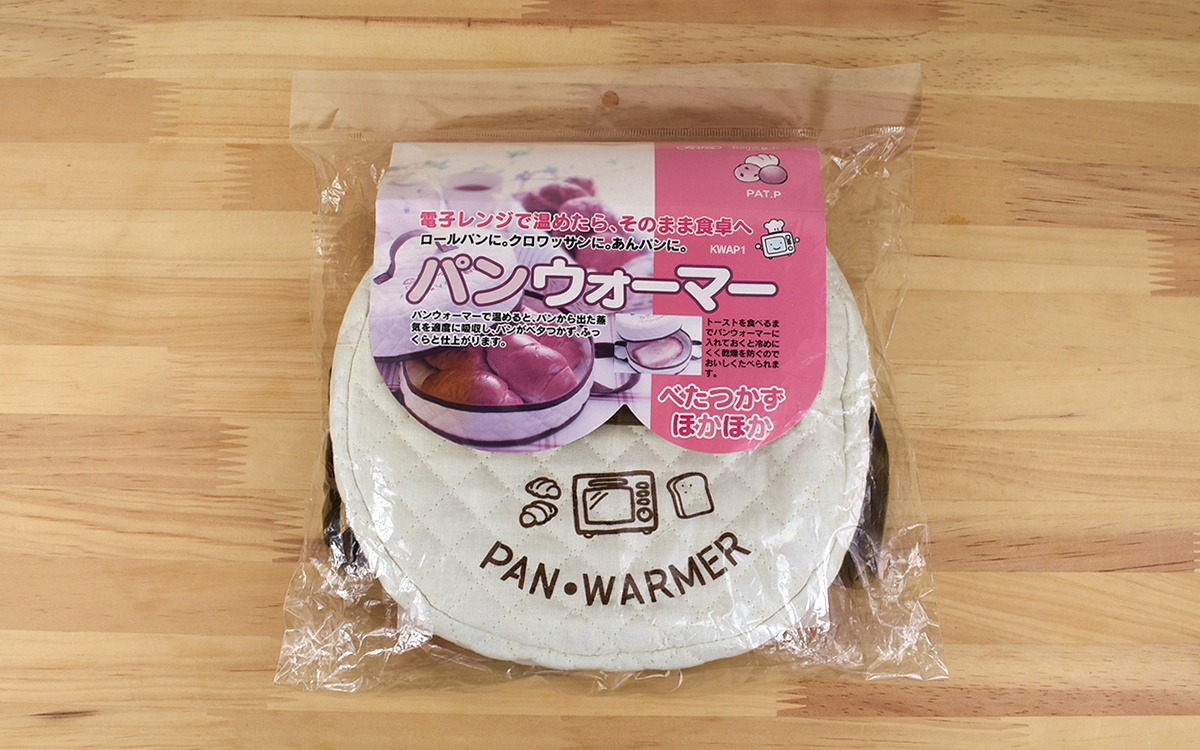 PAT.P
電子レンジで温めたら、そのまま食卓へ
ロールパンに。クロワッサンに。あんパンに。
KWAP1
パンウォーマー
パンウォーマーで温めると、パンから出た蒸
気を適度に吸収し、パンがベタつかず、ふっ
くらと仕上がります。
トーストを食べるま
でパンウォーマーに
入れておくと冷めに
くく乾燥を防ぐので
おいしくたべられま
す。
べたつかず
ほかほか
PAN•WARMER